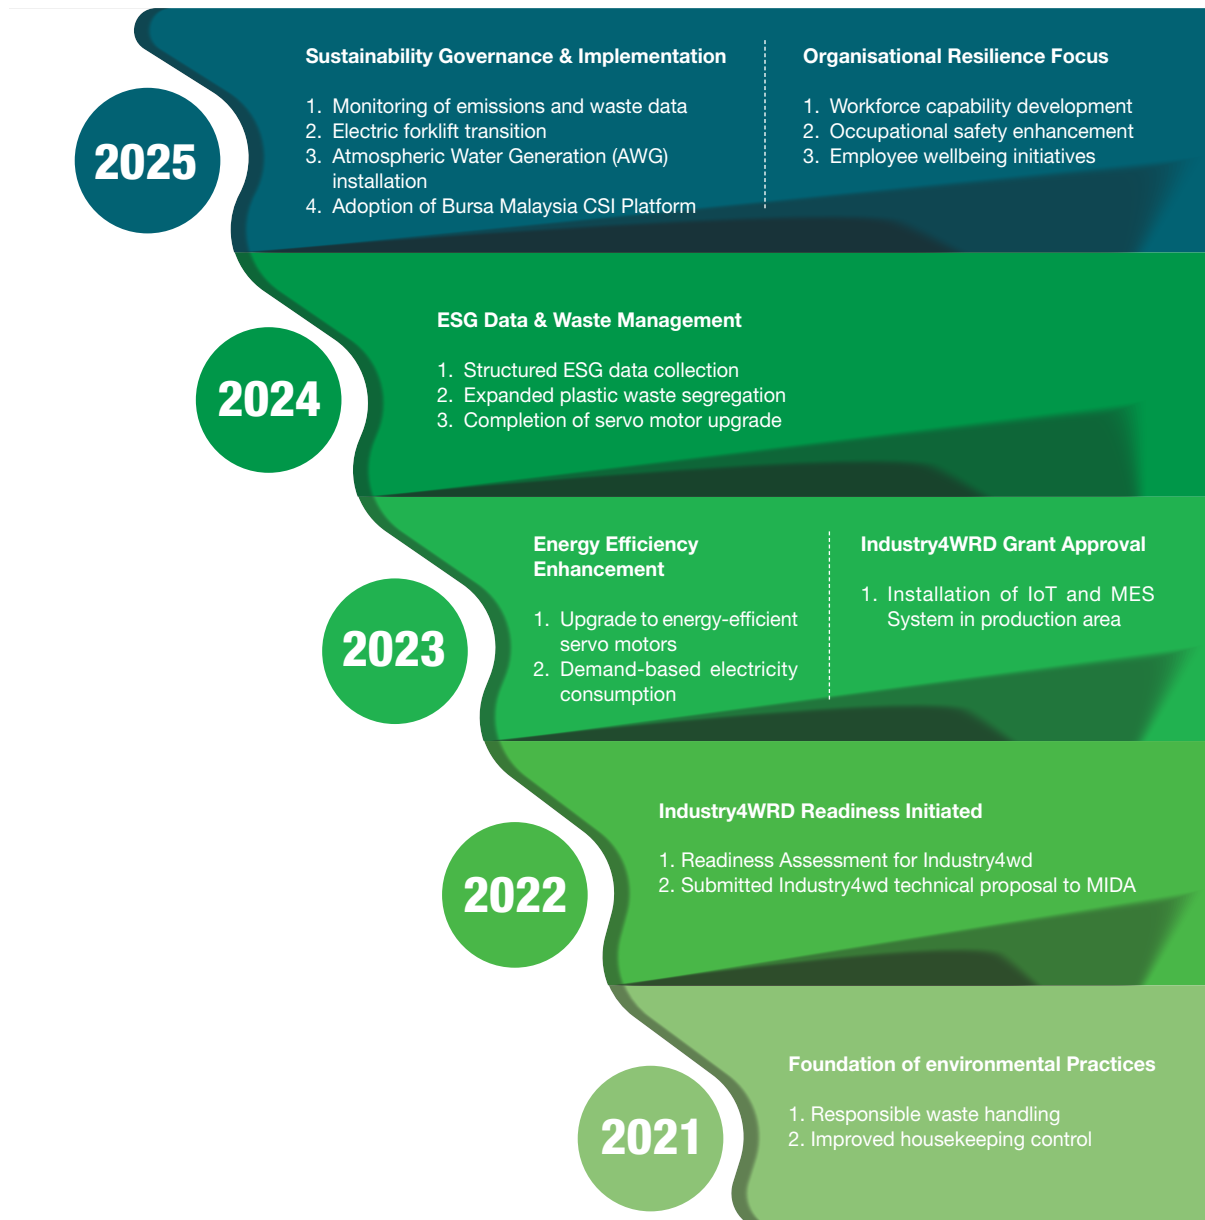 2025
Sustainability Governance & Implementation
1. Monitoring of emissions and waste data
2. Electric forklift transition
3. Atmospheric Water Generation (AWG)
installation
4. Adoption of Bursa Malaysia CSI Platform
Organisational Resilience Focus
1. Workforce capability development
2. Occupational safety enhancement
3. Employee wellbeing initiatives
2024
ESG Data & Waste Management
1. Structured ESG data collection
2. Expanded plastic waste segregation
3. Completion of servo motor upgrade
2023
Energy Efficiency
Enhancement
1. Upgrade to energy-efficient
servo motors
2. Demand-based electricity
consumption
Industry4WRD Grant Approval
1. Installation of IoT and MES
System in production area
2022
Industry4WRD Readiness Initiated
1. Readiness Assessment for Industry4wd
2. Submitted Industry4wd technical proposal to MIDA
2021
Foundation of environmental Practices
1. Responsible waste handling
2. Improved housekeeping control